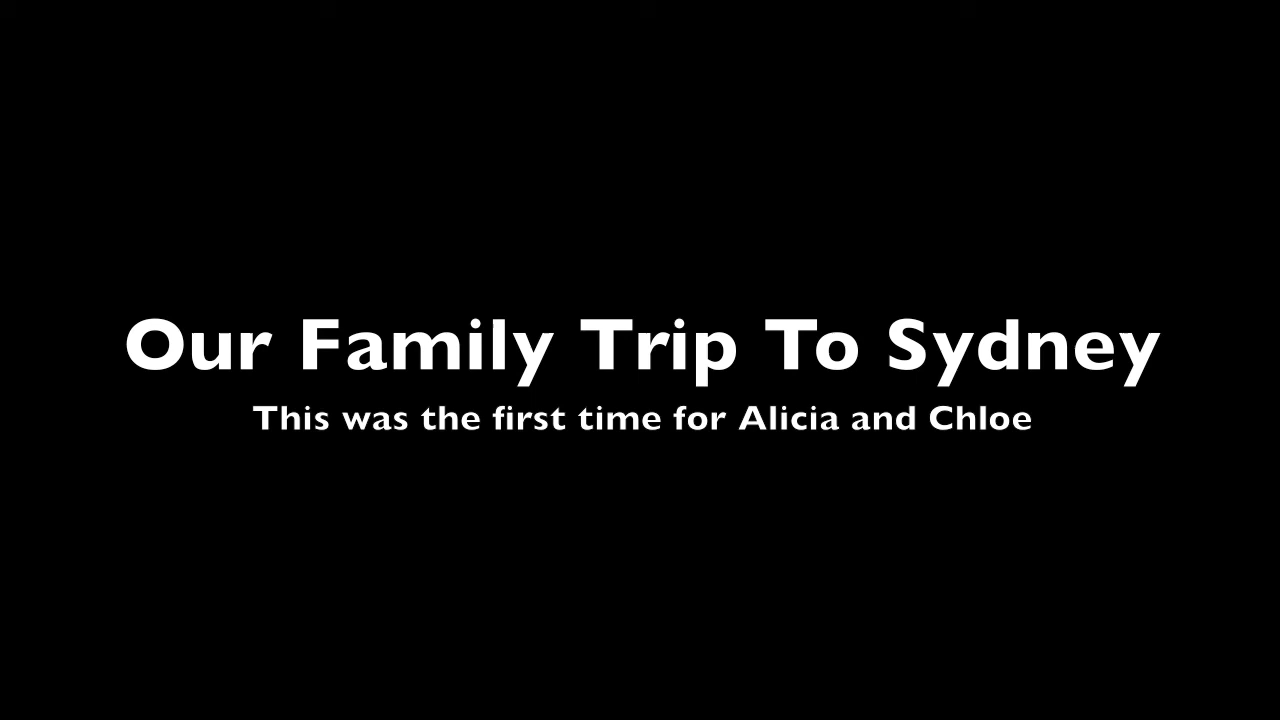 Our Family Trip To Sydney
This was the first time for Alicia and Chloe